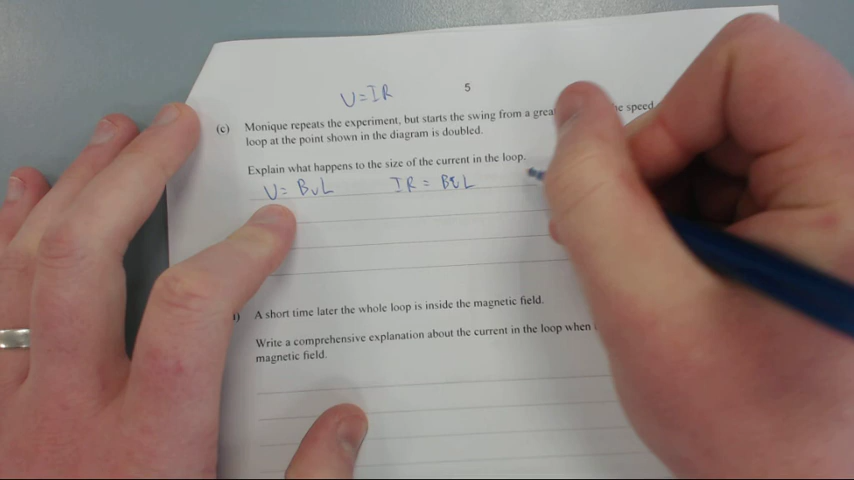 V=IR
5
(c) Monique repeats the experiment, but starts the swing from a speed
loop at the point shown in the diagram is doubled.
Explain what happens to the size of the current in the loop.
V= BvL IR = BvL
A short time later the whole loop is inside the magnetic field.
Write a comprehensive explanation about the current in the loop when
magnetic field.